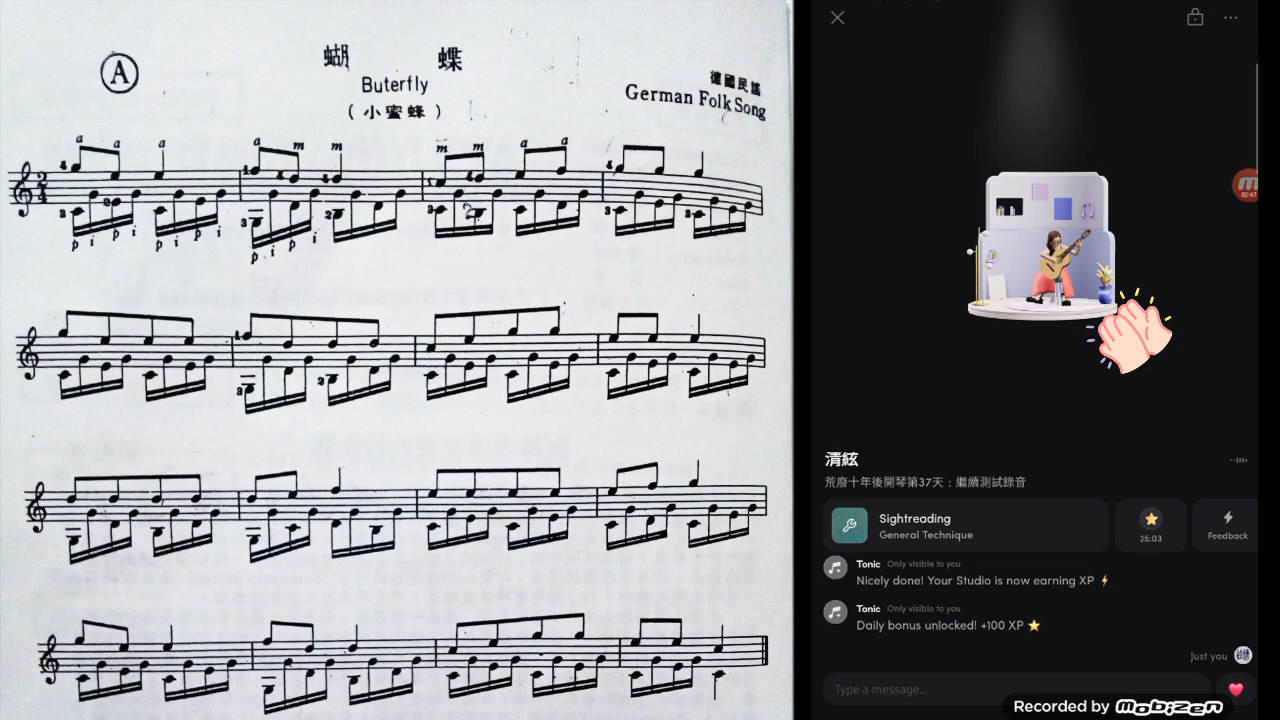 A
蝴 蝶
Buterfly
( 小 蜜 蜂 )
德國民謠
German Folk Song
a a a a m m m m a a
p i p i p i p i
p i p i
清絃
荒廢十年後開琴第37天：繼續測試錄音
Sightreading
General Technique
25:03
Feedback
Tonic Only visible to you
Nicely done! Your Studio is now earning XP ⚡
Tonic Only visible to you
Daily bonus unlocked! +100 XP ⭐
Just you
Type a message...
02:47
Recorded by Mobizen